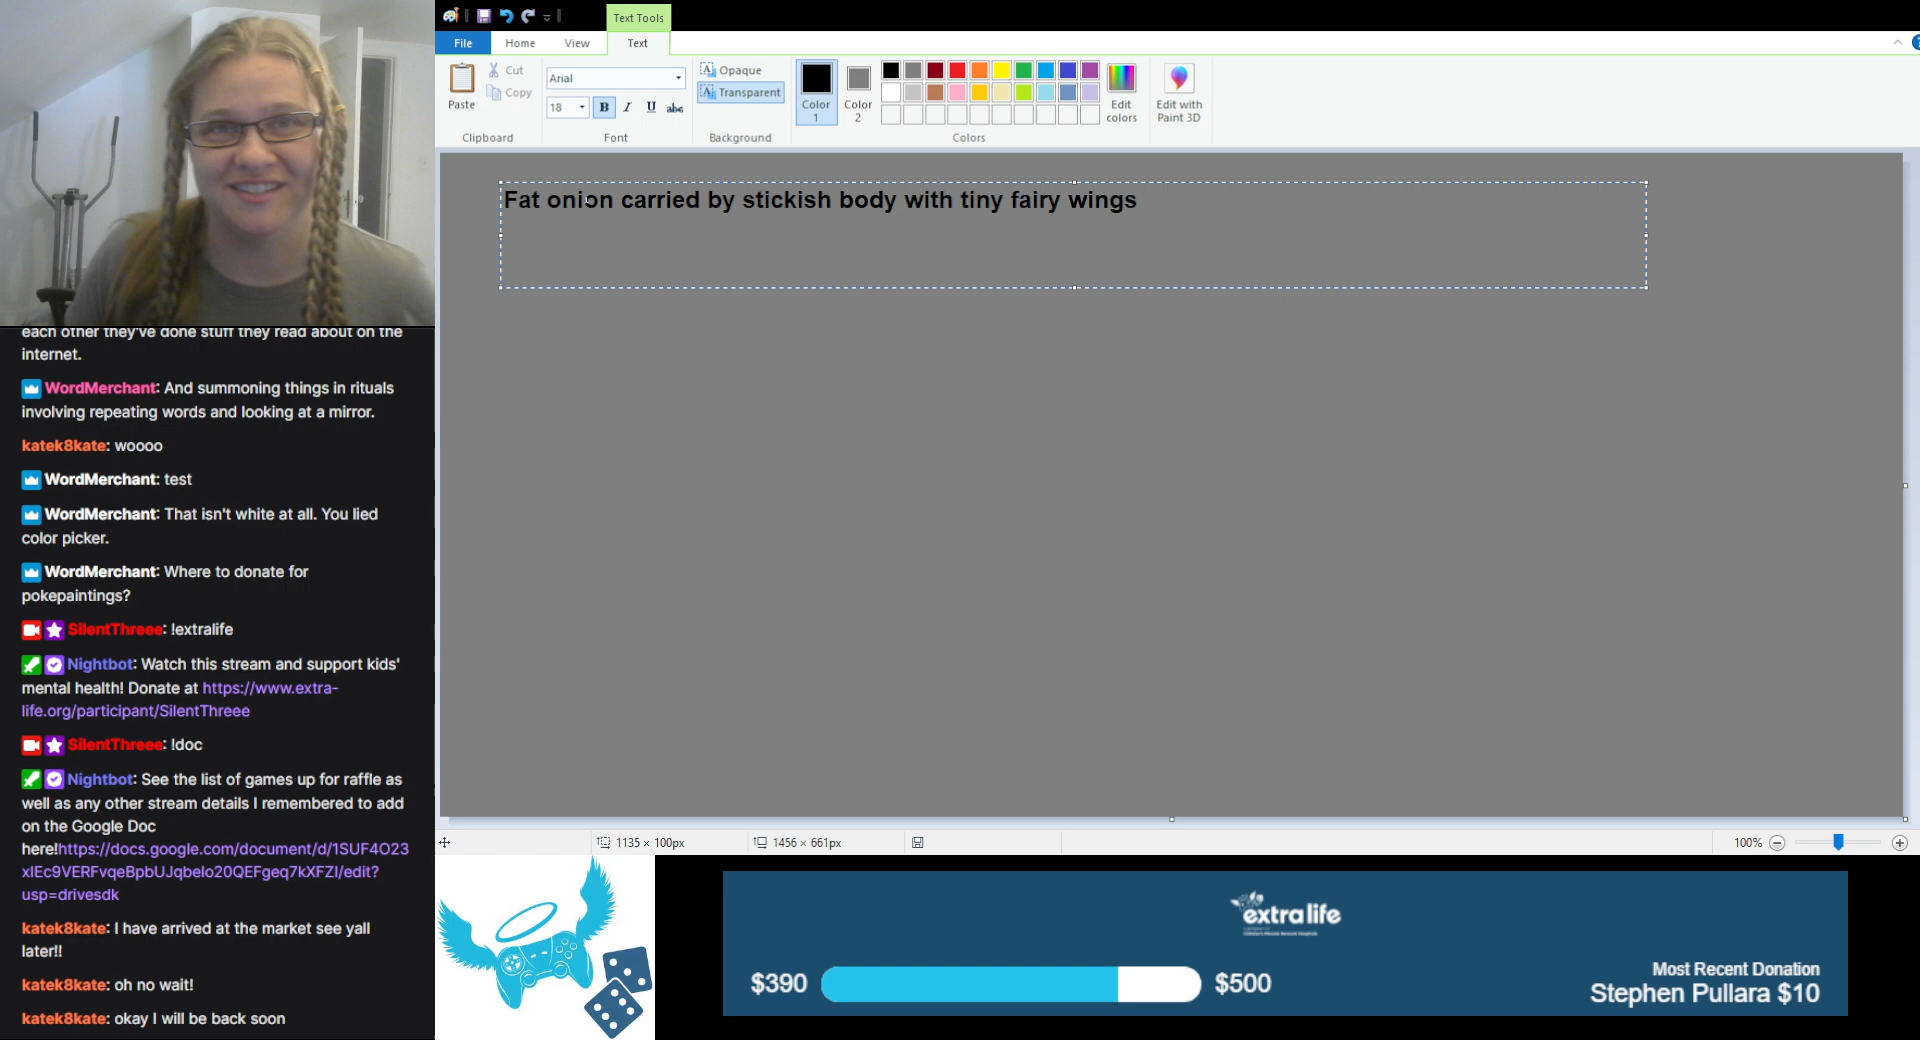 Text Tools
File Home View Text
Paste Cut Copy Clipboard
Arial
18 B I U abc
Font
Opaque
Transparent
Background
Color 1 Color 2
Edit colors
Colors
Edit with Paint 3D
Fat onion carried by stickish body with tiny fairy wings
1135 × 100px 1456 × 661px 100%
each other they've done stuff they read about on the
internet.
WordMerchant: And summoning things in rituals
involving repeating words and looking at a mirror.
katek8kate: woooo
WordMerchant: test
WordMerchant: That isn't white at all. You lied
color picker.
WordMerchant: Where to donate for
pokepaintings?
SilentThreee: !extralife
Nightbot: Watch this stream and support kids'
mental health! Donate at https://www.extra-
life.org/participant/SilentThreee
SilentThreee: !doc
Nightbot: See the list of games up for raffle as
well as any other stream details I remembered to add
on the Google Doc
here!https://docs.google.com/document/d/1SUF4O23
xIEc9VERFvqeBpbUJqbelo20QEFgeq7kXFZI/edit?
usp=drivesdk
katek8kate: I have arrived at the market see yall
later!!
katek8kate: oh no wait!
katek8kate: okay I will be back soon
extra life
$390 $500
Most Recent Donation
Stephen Pullara $10